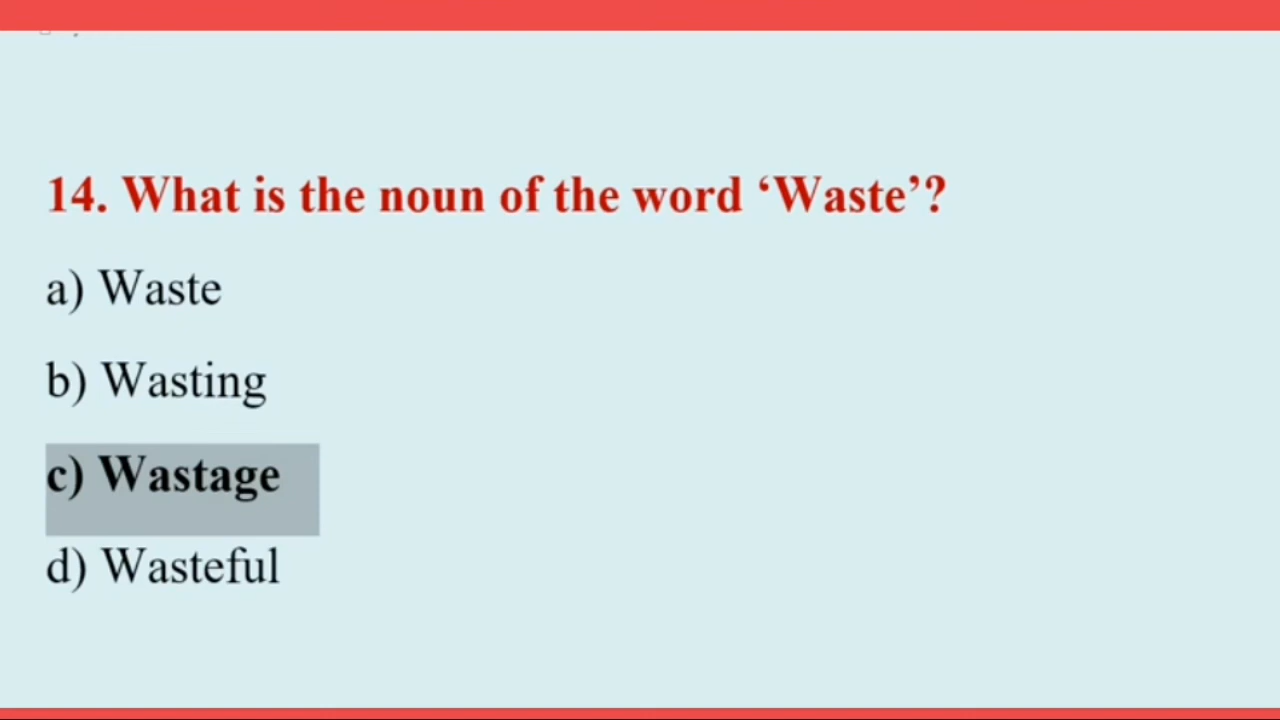 14. What is the noun of the word ‘Waste’?
a) Waste
b) Wasting
c) Wastage
d) Wasteful